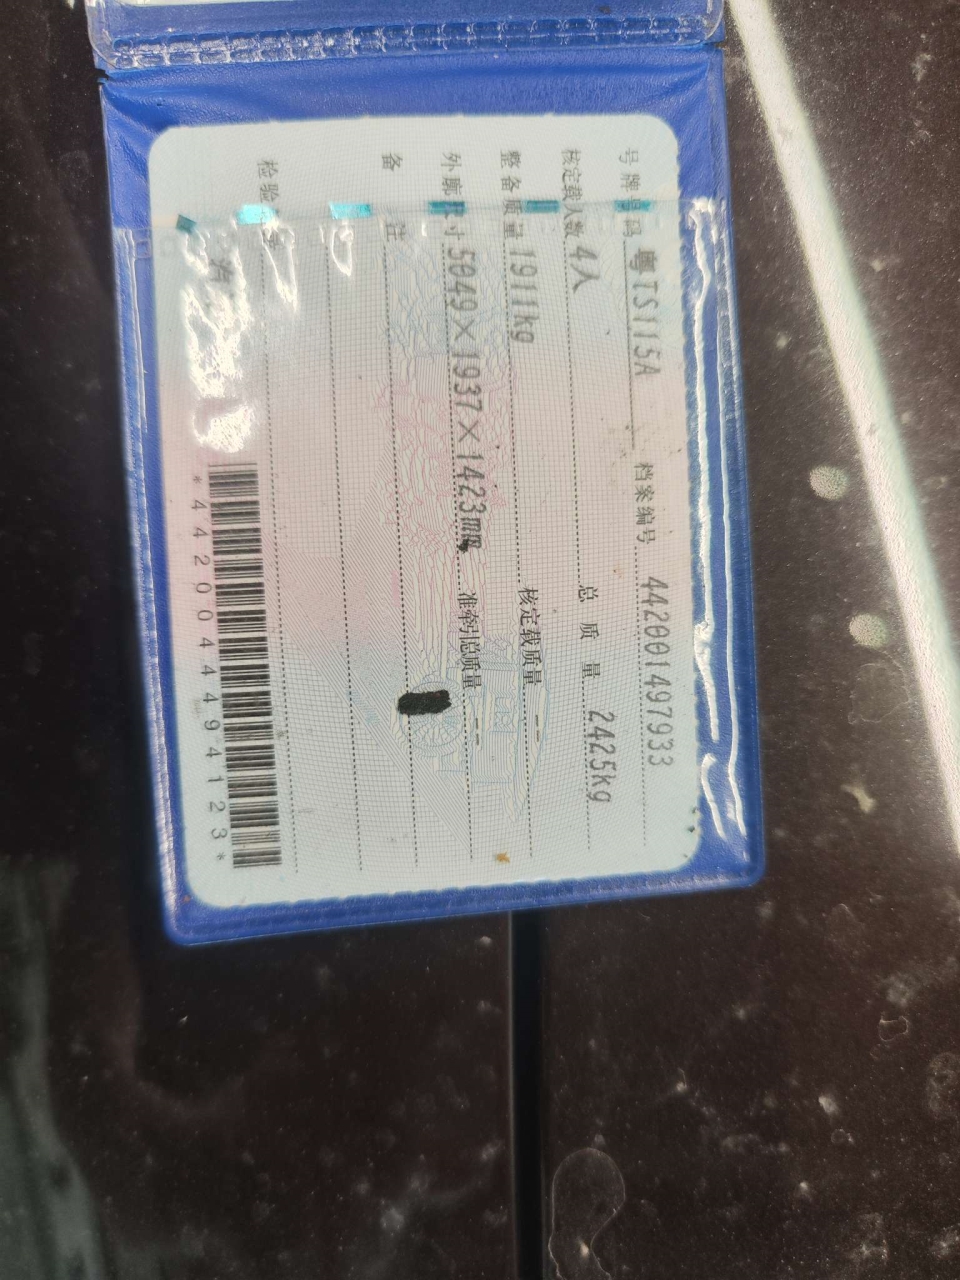 号牌号码 粤TS115A 档案编号 442001497933
核定载人数 4人 总质量 2425kg
整备质量 1911kg 核定载质量 --
外廓尺寸 5049×1937×1423mm 准牵引总质量 --
备注
检验
*4420044494123*